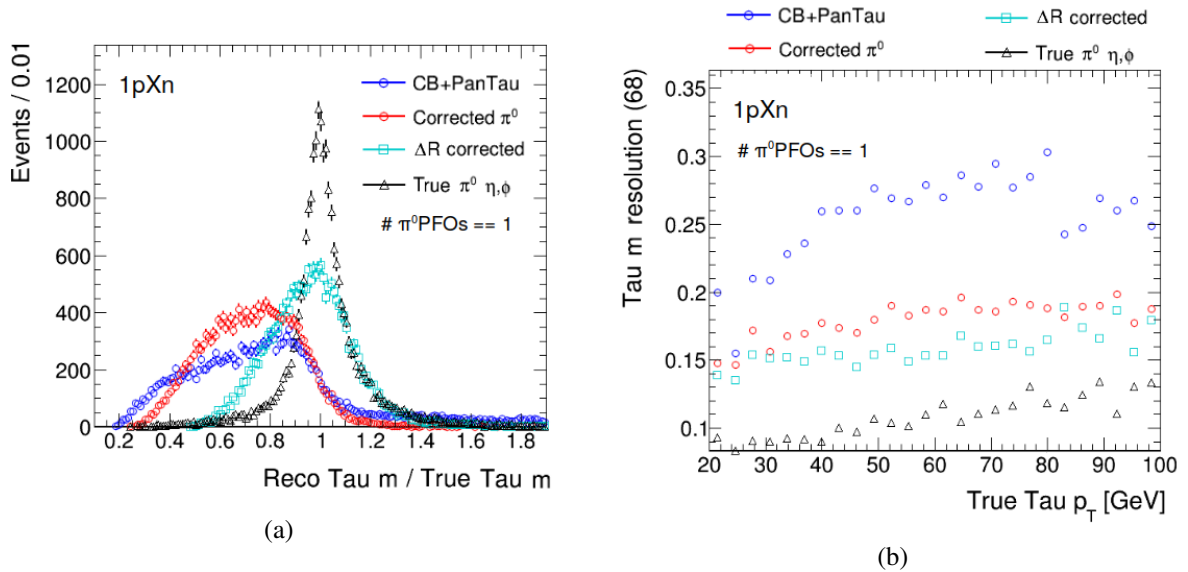 Events / 0.01
1200
1000
800
600
400
200
0
1pXn
CB+PanTau
Corrected π⁰
ΔR corrected
True π⁰ η,ϕ
# π⁰PFOs == 1
0.2 0.4 0.6 0.8 1 1.2 1.4 1.6 1.8
Reco Tau m / True Tau m
(a)
CB+PanTau
ΔR corrected
Corrected π⁰
True π⁰ η,ϕ
Tau m resolution (68)
0.35
0.3
0.25
0.2
0.15
0.1
1pXn
# π⁰PFOs == 1
20 30 40 50 60 70 80 90 100
True Tau p_T [GeV]
(b)